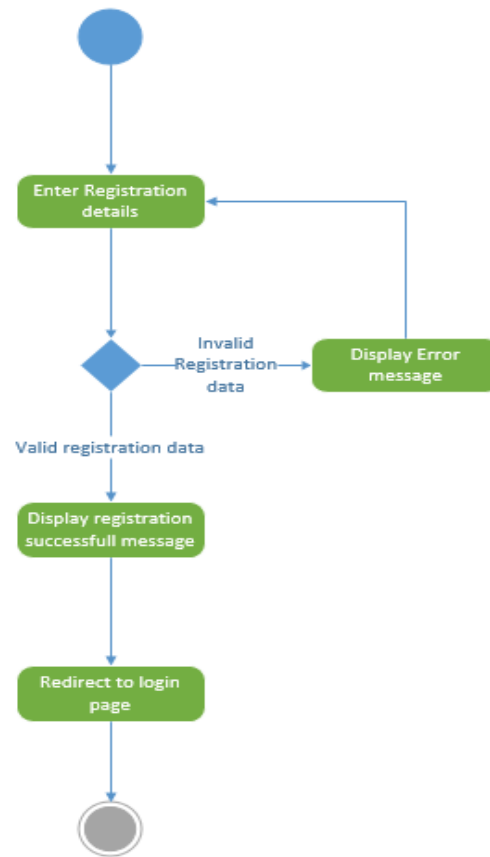 Enter Registration
details
Invalid
Registration
data
Display Error
message
Valid registration data
Display registration
successfull message
Redirect to login
page